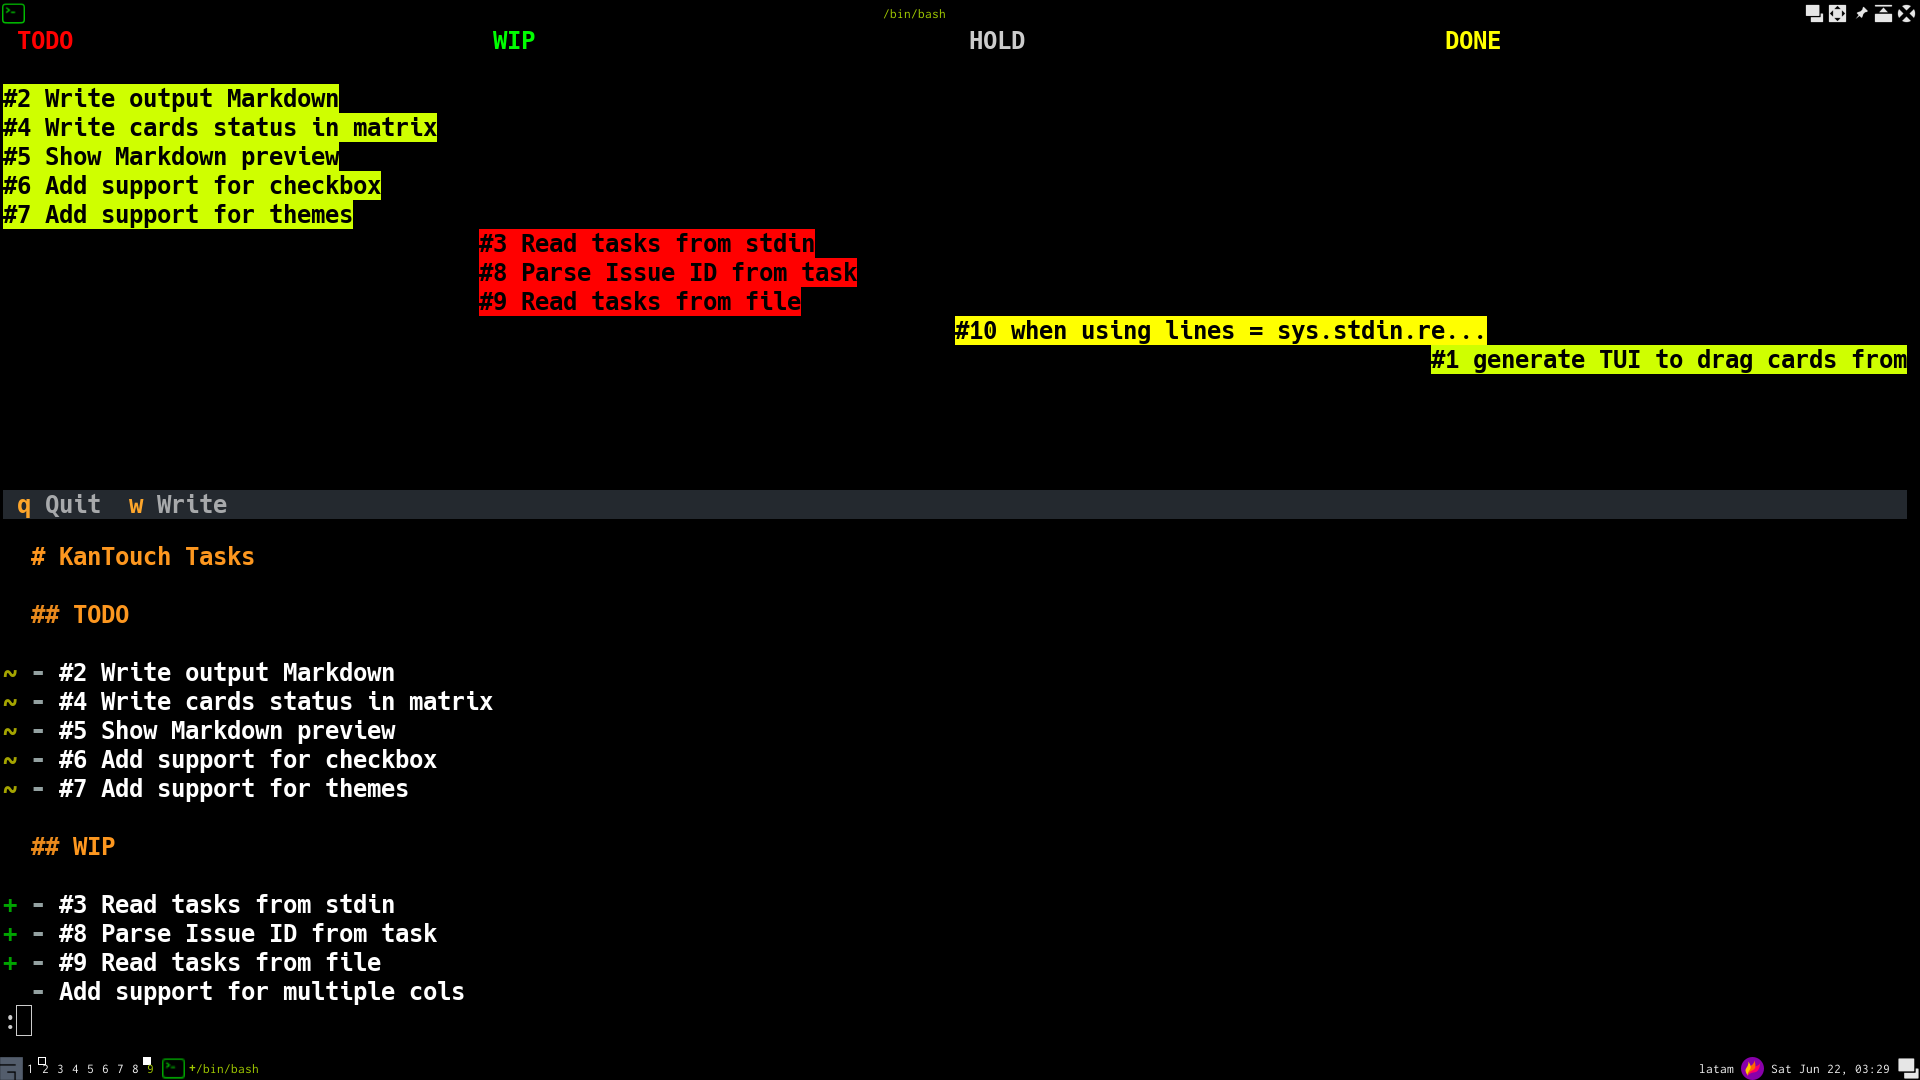 /bin/bash
TODO WIP HOLD DONE
#2 Write output Markdown
#4 Write cards status in matrix
#5 Show Markdown preview
#6 Add support for checkbox
#7 Add support for themes
#3 Read tasks from stdin
#8 Parse Issue ID from task
#9 Read tasks from file
#10 when using lines = sys.stdin.re...
#1 generate TUI to drag cards from
q Quit w Write
# KanTouch Tasks
## TODO
~ - #2 Write output Markdown
~ - #4 Write cards status in matrix
~ - #5 Show Markdown preview
~ - #6 Add support for checkbox
~ - #7 Add support for themes
## WIP
+ - #3 Read tasks from stdin
+ - #8 Parse Issue ID from task
+ - #9 Read tasks from file
- Add support for multiple cols
:
1 2 3 4 5 6 7 8 9 +/bin/bash latam Sat Jun 22, 03:29